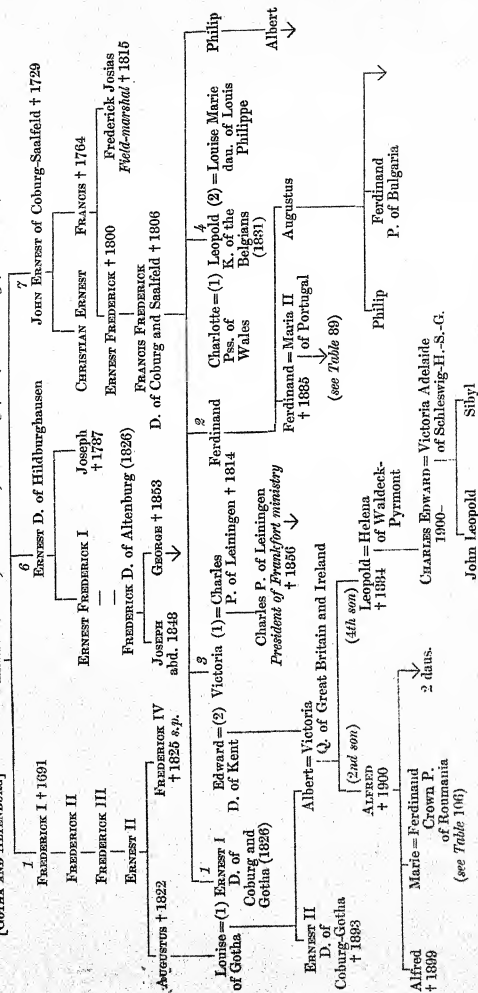 [GOTHA AND ALTENBURG]
1
FREDERICK I † 1691
FREDERICK II
FREDERICK III
ERNEST II
AUGUSTUS † 1822
FREDERICK IV
† 1825 s.p.
6
ERNEST D. of Hildburghausen
ERNEST FREDERICK I
Joseph
† 1787
FREDERICK D. of Altenburg (1826)
JOSEPH
abd. 1848
GEORGE † 1853
7
JOHN ERNEST of Coburg-Saalfeld † 1729
CHRISTIAN ERNEST
FRANCIS † 1764
ERNEST FREDERICK † 1800
Frederick Josias
Field-marshal † 1815
FRANCIS FREDERICK
D. of Coburg and Saalfeld † 1806
1
Louise=(1) ERNEST I
of Gotha
D. of
Coburg and
Gotha (1826)
3
Edward=(2) Victoria (1)=Charles
D. of Kent
P. of Leiningen † 1814
Charles P. of Leiningen
President of Frankfort ministry
† 1856
2
Ferdinand
4
Charlotte=(1) Leopold (2)=Louise Marie
Pss. of
Wales
K. of the
Belgians
(1831)
dau. of Louis
Philippe
Philip
Albert
ERNEST II
D. of
Coburg-Gotha
† 1893
Albert=Victoria
Q. of Great Britain and Ireland
Ferdinand=Maria II
† 1885
of Portugal
(see Table 89)
Augustus
(2nd son)
ALFRED
† 1900
(4th son)
Leopold=Helena
† 1884
of Waldeck-
Pyrmont
Philip
Ferdinand
P. of Bulgaria
Alfred
† 1899
Marie=Ferdinand
Crown P.
of Roumania
(see Table 106)
2 daus.
CHARLES EDWARD=Victoria Adelaide
1900–
of Schleswig-H.-S.-G.
John Leopold
Sibyl